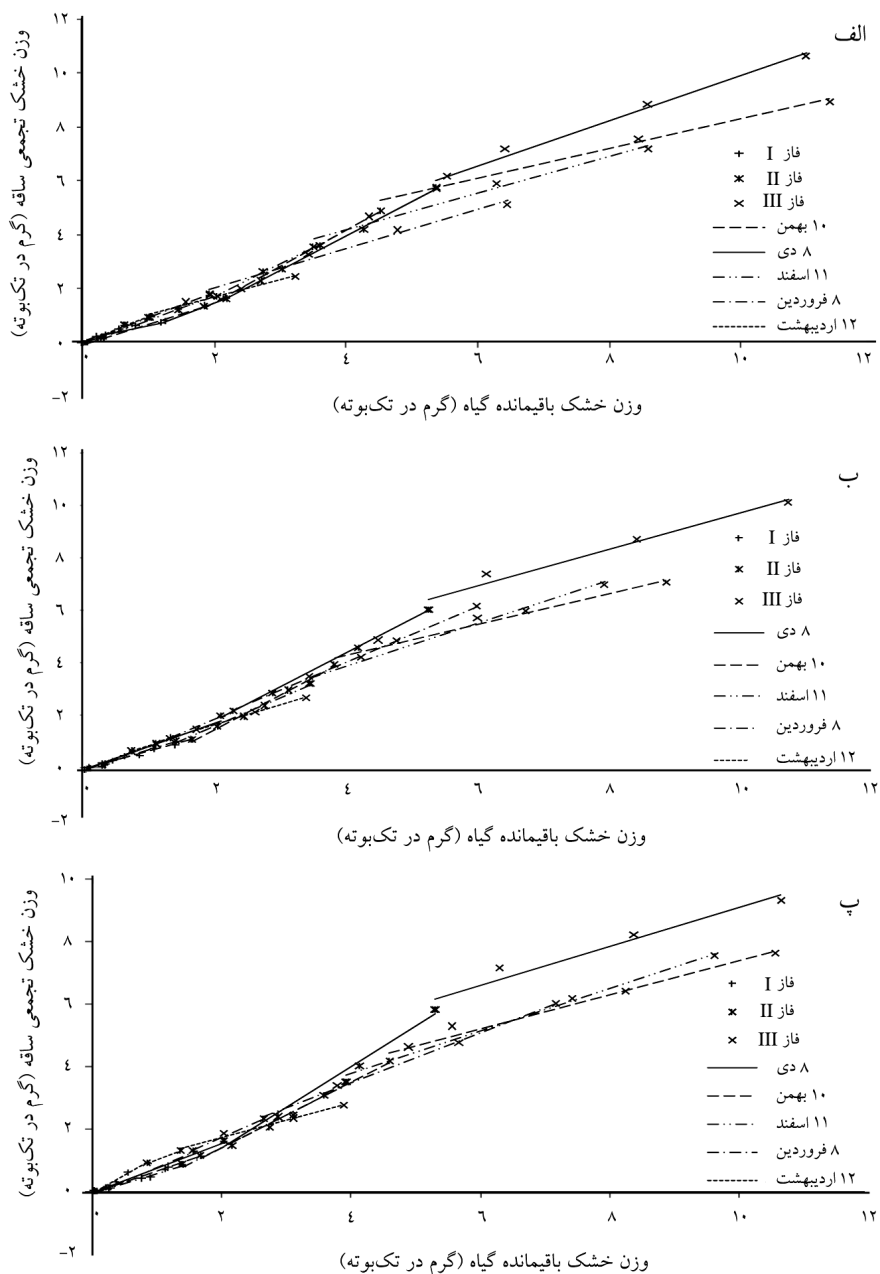 الف
وزن خشک تجمعی ساقه (گرم در تک‌بوته)
۱۲
۱۰
۸
۶
۴
۲
۰
-۲
فاز I
فاز II
فاز III
۱۰ بهمن
۸ دی
۱۱ اسفند
۸ فروردین
۱۲ اردیبهشت
۰ ۲ ۴ ۶ ۸ ۱۰ ۱۲
وزن خشک باقیمانده گیاه (گرم در تک‌بوته)
ب
وزن خشک تجمعی ساقه (گرم در تک‌بوته)
۱۲
۱۰
۸
۶
۴
۲
۰
-۲
فاز I
فاز II
فاز III
۸ دی
۱۰ بهمن
۱۱ اسفند
۸ فروردین
۱۲ اردیبهشت
۰ ۲ ۴ ۶ ۸ ۱۰ ۱۲
وزن خشک باقیمانده گیاه (گرم در تک‌بوته)
پ
وزن خشک تجمعی ساقه (گرم در تک‌بوته)
۱۰
۸
۶
۴
۲
۰
-۲
فاز I
فاز II
فاز III
۸ دی
۱۰ بهمن
۱۱ اسفند
۸ فروردین
۱۲ اردیبهشت
۰ ۲ ۴ ۶ ۸ ۱۰ ۱۲
وزن خشک باقیمانده گیاه (گرم در تک‌بوته)